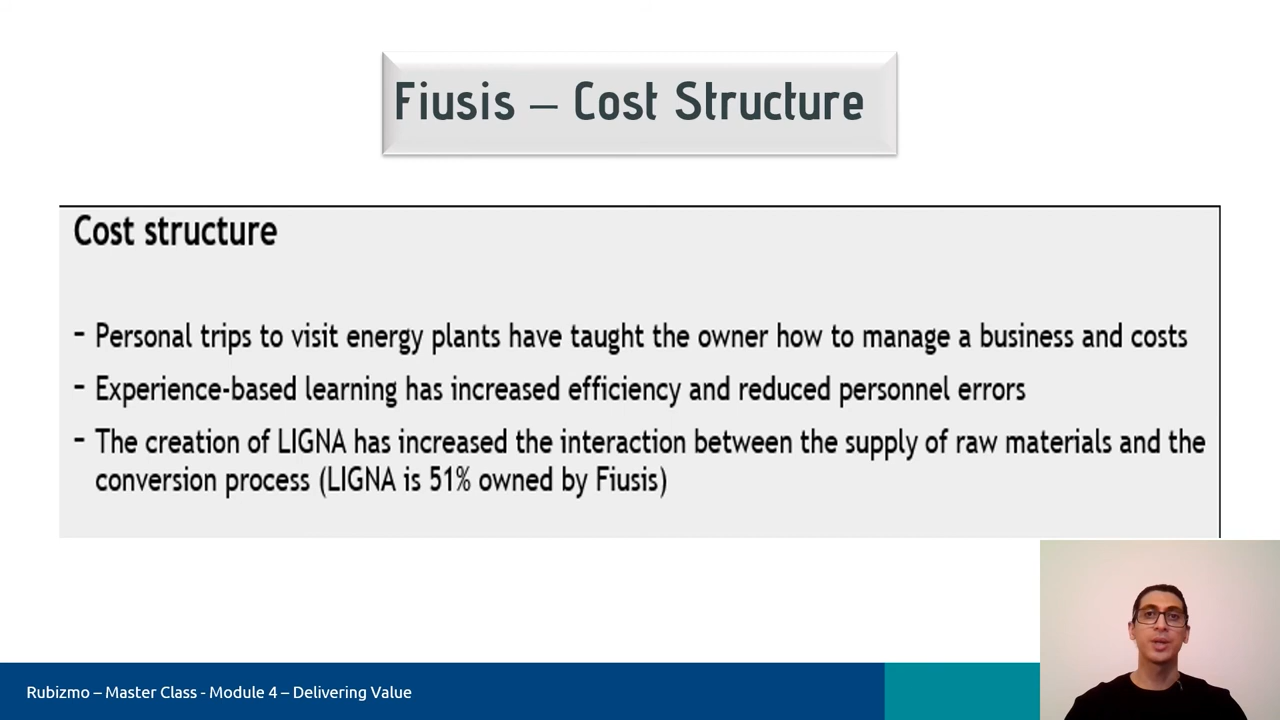 Fiusis – Cost Structure
Cost structure
- Personal trips to visit energy plants have taught the owner how to manage a business and costs
- Experience-based learning has increased efficiency and reduced personnel errors
- The creation of LIGNA has increased the interaction between the supply of raw materials and the
conversion process (LIGNA is 51% owned by Fiusis)
Rubizmo – Master Class - Module 4 – Delivering Value